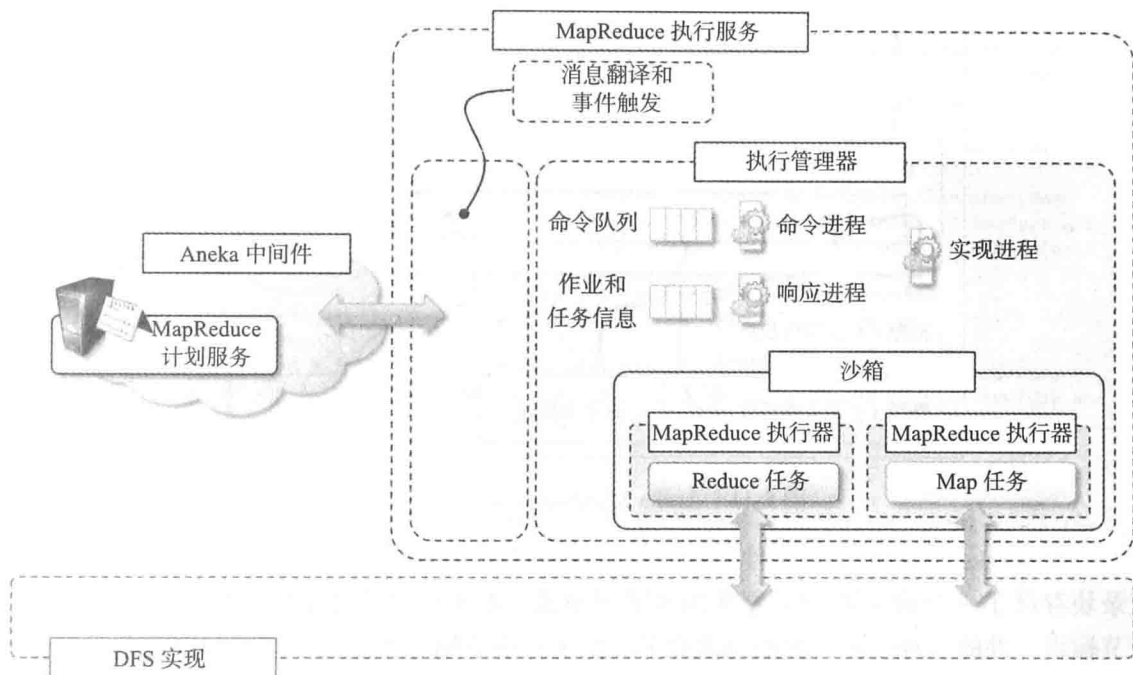 MapReduce 执行服务
消息翻译和
事件触发
执行管理器
命令队列
命令进程
实现进程
Aneka 中间件
作业和
任务信息
响应进程
MapReduce
计划服务
沙箱
MapReduce 执行器
MapReduce 执行器
Reduce 任务
Map 任务
DFS 实现